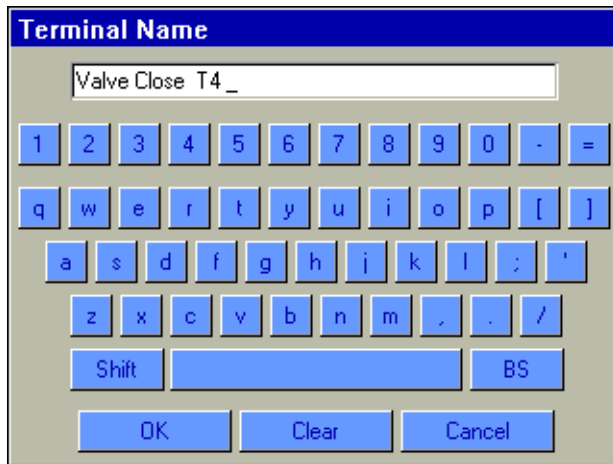 Terminal Name
Valve Close T4 _
1 2 3 4 5 6 7 8 9 0 - =
q w e r t y u i o p [ ]
a s d f g h j k l ; '
z x c v b n m , . /
Shift BS
OK Clear Cancel